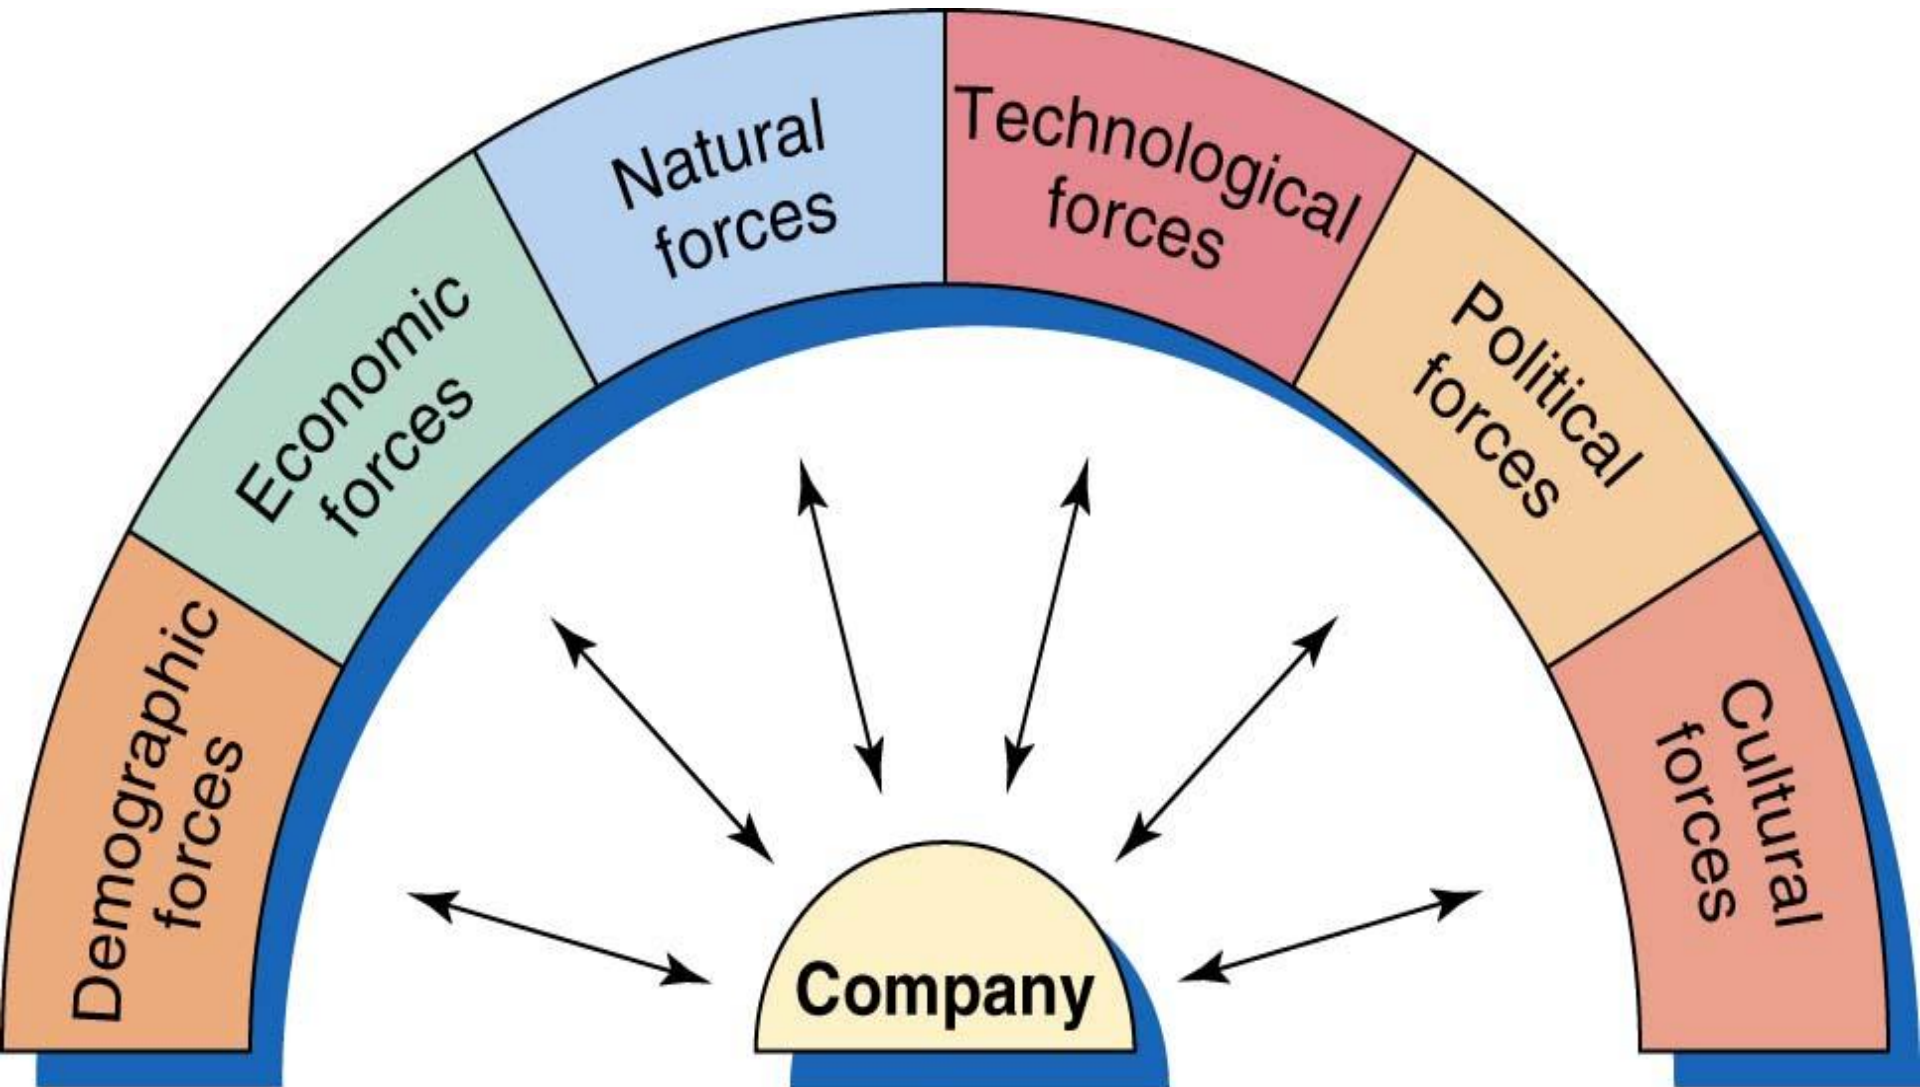 Demographic
forces
Economic
forces
Natural
forces
Technological
forces
Political
forces
Cultural
forces
Company